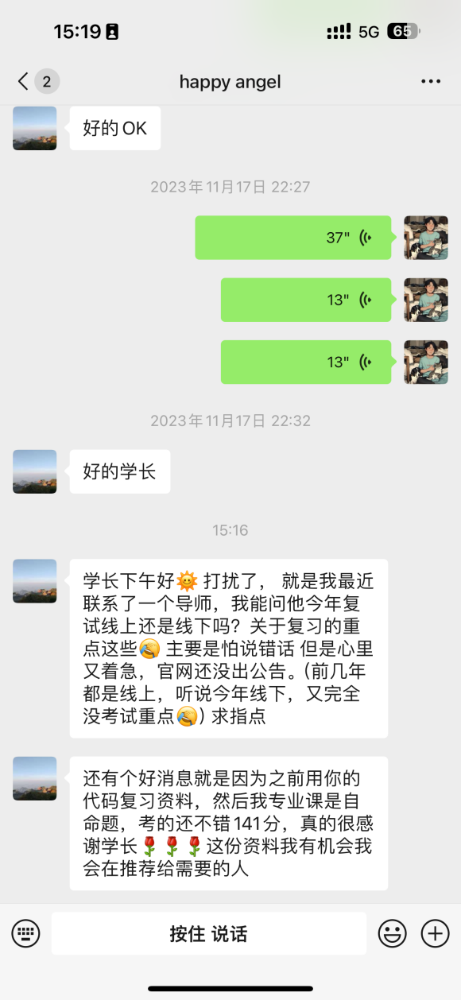 15:19 5G 65
2 happy angel
好的OK
2023年11月17日 22:27
37"
13"
13"
2023年11月17日 22:32
好的学长
15:16
学长下午好🌞 打扰了， 就是我最近
联系了一个导师，我能问他今年复
试线上还是线下吗？关于复习的重
点这些🤣 主要是怕说错话 但是心里
又着急，官网还没出公告。（前几年
都是线上，听说今年线下，又完全
没考试重点🤣）求指点
还有个好消息就是因为之前用你的
代码复习资料，然后我专业课是自
命题，考的还不错141分，真的很感
谢学长🌹🌹🌹这份资料我有机会我
会在推荐给需要的人
按住 说话